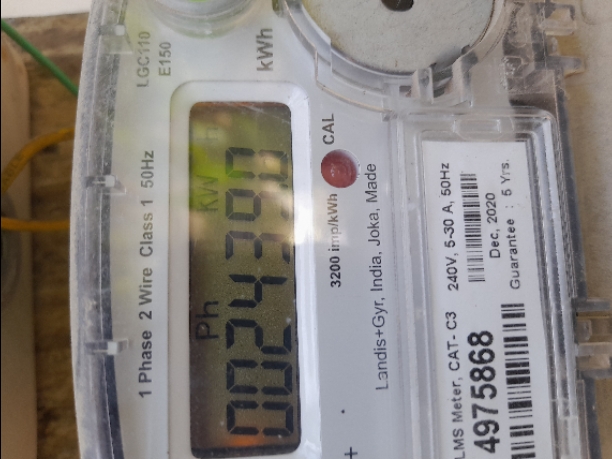 LGC110
E150
1 Phase 2 Wire Class 1 50Hz
kWh
Ph kW
0024390
3200 imp/kWh CAL
Landis+Gyr, India, Joka, Made
LMS Meter, CAT- C3 240V, 5-30 A, 50Hz
4975868
Dec, 2020
Guarantee : 5 Yrs.